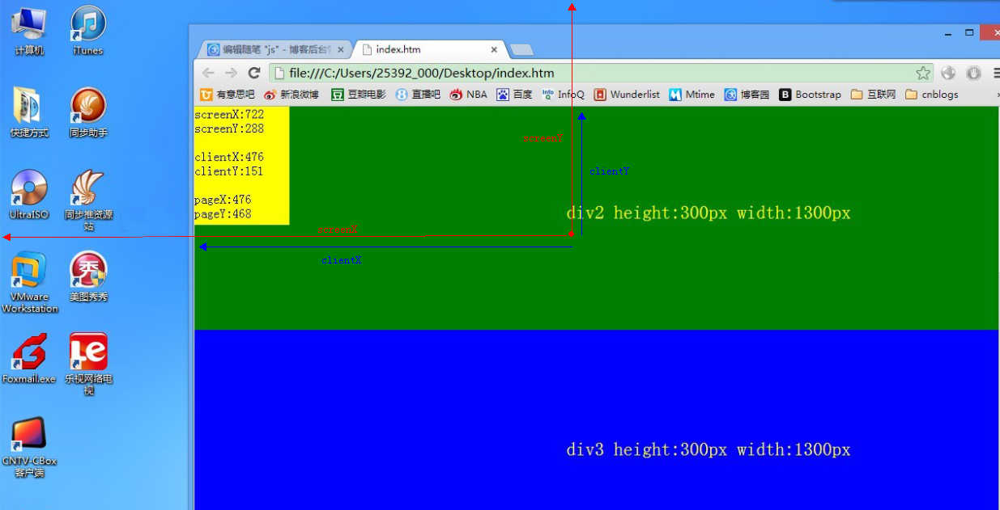 计算机
iTunes
快捷方式
同步助手
UltraISO
同步推资源
站
VMware
Workstation
美图秀秀
Foxmail.exe
乐视网络电
视
CNTV-CBox
客户端
编辑随笔 "js" - 博客后台
index.htm
file:///C:/Users/25392_000/Desktop/index.htm
有意思吧
新浪微博
豆瓣电影
直播吧
NBA
百度
InfoQ
Wunderlist
Mtime
博客园
Bootstrap
互联网
cnblogs
screenX:722
screenY:288
clientX:476
clientY:151
pageX:476
pageY:468
screenY
clientY
div2 height:300px width:1300px
clientX
div3 height:300px width:1300px